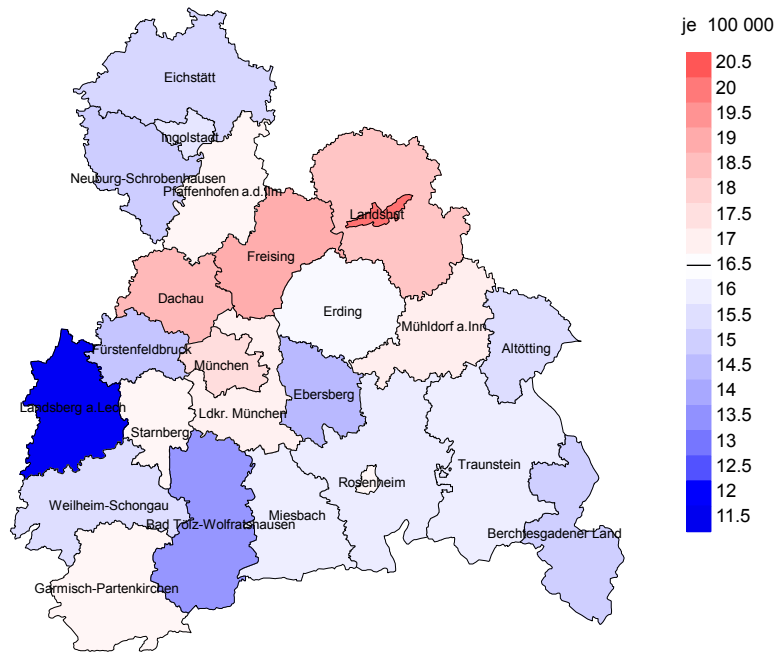 je 100 000
20.5
20
19.5
19
18.5
18
17.5
17
16.5
16
15.5
15
14.5
14
13.5
13
12.5
12
11.5
Eichstätt
Ingolstadt
Neuburg-Schrobenhausen
Pfaffenhofen a.d.Ilm
Landshut
Freising
Dachau
Erding
Mühldorf a.Inn
Altötting
Fürstenfeldbruck
München
Ebersberg
Landsberg a.Lech
Ldkr. München
Starnberg
Traunstein
Rosenheim
Weilheim-Schongau
Miesbach
Bad Tölz-Wolfratshausen
Berchtesgadener Land
Garmisch-Partenkirchen